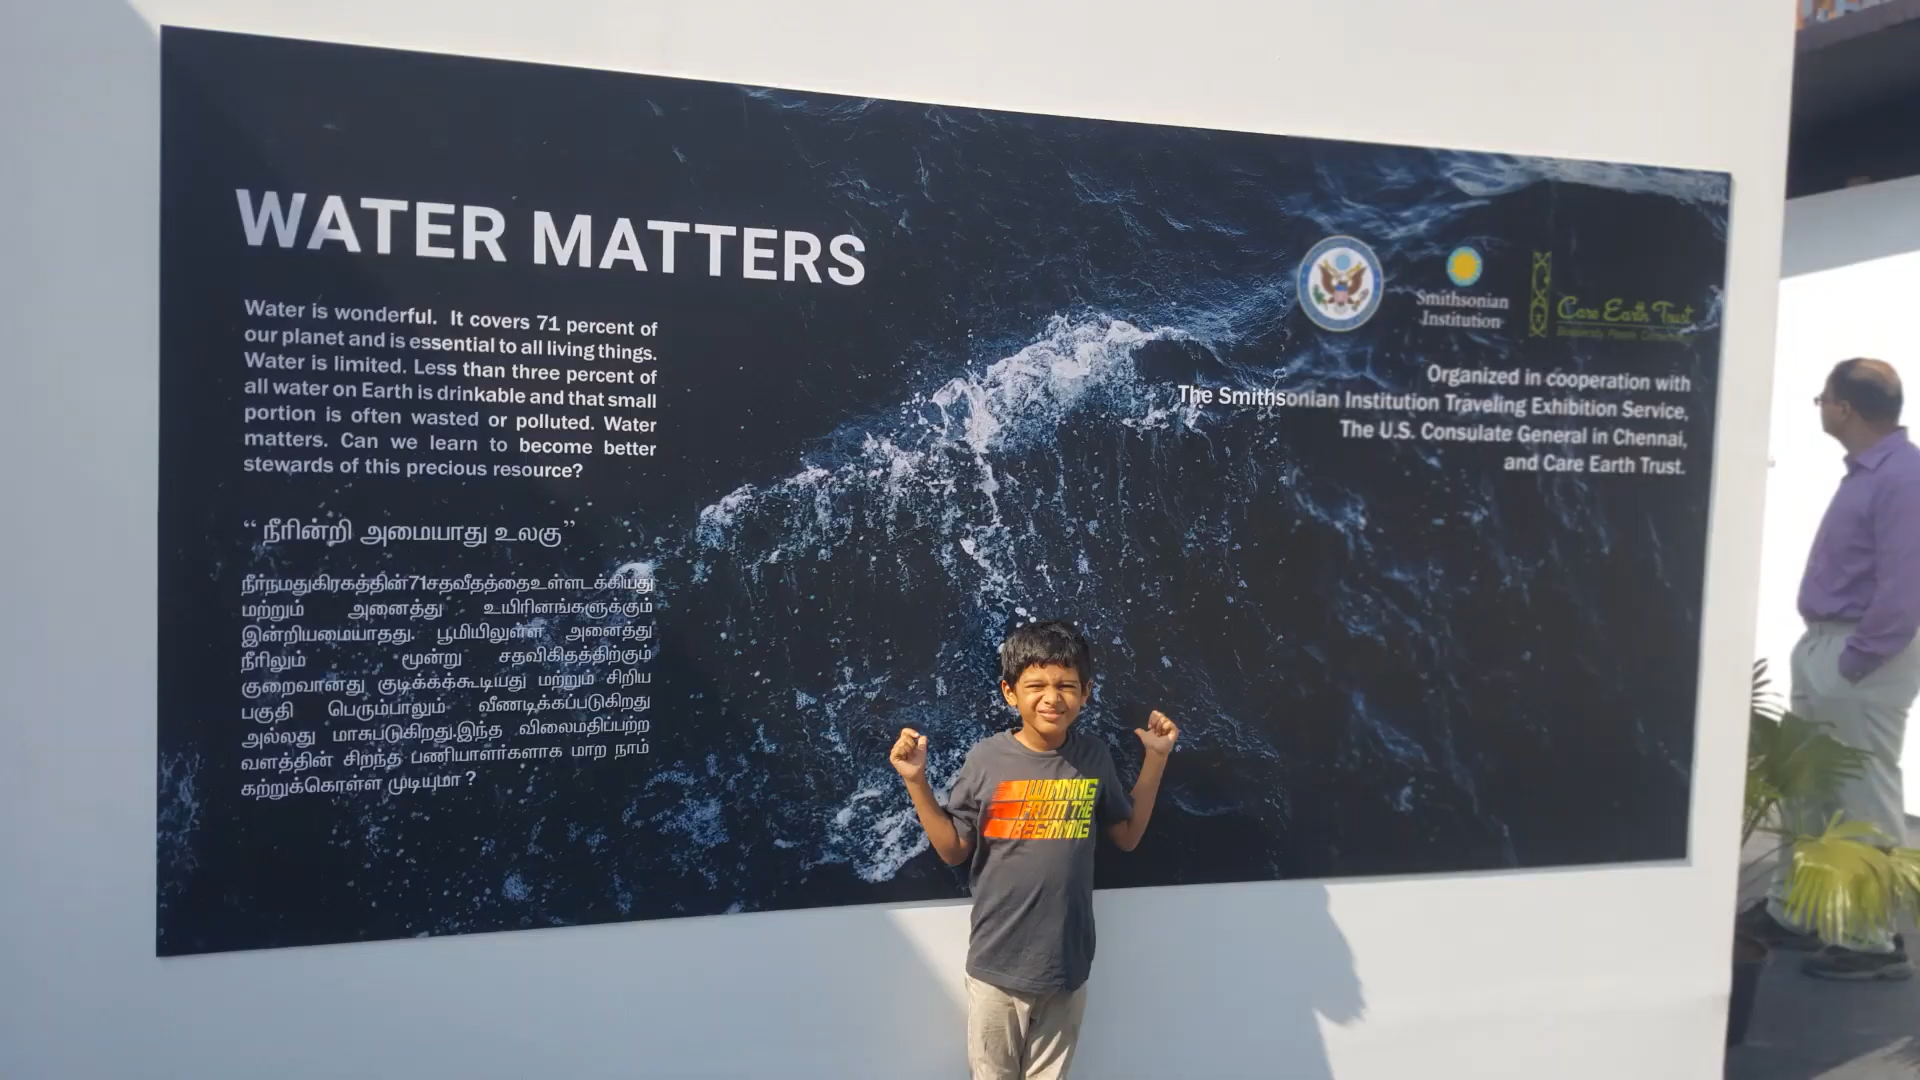 WATER MATTERS
Water is wonderful. It covers 71 percent of
our planet and is essential to all living things.
Water is limited. Less than three percent of
all water on Earth is drinkable and that small
portion is often wasted or polluted. Water
matters. Can we learn to become better
stewards of this precious resource?
“ நீரின்றி அமையாது உலகு”
நீர்நமதுகிரகத்தின்71சதவீதத்தைஉள்ளடக்கியது
மற்றும் அனைத்து உயிரினங்களுக்கும்
இன்றியமையாதது. பூமியிலுள்ள அனைத்து
நீரிலும் மூன்று சதவிகிதத்திற்கும்
குறைவானது குடிக்கக்கூடியது மற்றும் சிறிய
பகுதி பெரும்பாலும் வீணடிக்கப்படுகிறது
அல்லது மாசுபடுகிறது.இந்த விலைமதிப்பற்ற
வளத்தின் சிறந்த பணியாளர்களாக மாற நாம்
கற்றுக்கொள்ள முடியுமா ?
Smithsonian
Institution
Care Earth Trust
Organized in cooperation with
The Smithsonian Institution Traveling Exhibition Service,
The U.S. Consulate General in Chennai,
and Care Earth Trust.
WINNING
FROM THE
BEGINNING